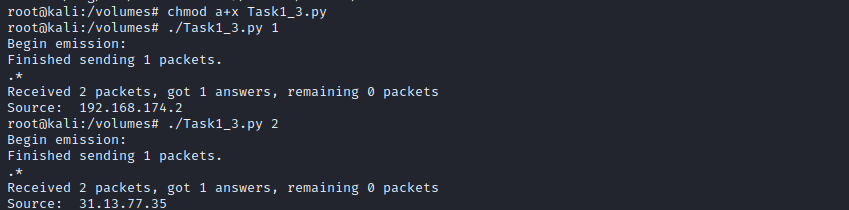 root@kali:/volumes# chmod a+x Task1_3.py
root@kali:/volumes# ./Task1_3.py 1
Begin emission:
Finished sending 1 packets.
.*
Received 2 packets, got 1 answers, remaining 0 packets
Source:  192.168.174.2
root@kali:/volumes# ./Task1_3.py 2
Begin emission:
Finished sending 1 packets.
.*
Received 2 packets, got 1 answers, remaining 0 packets
Source:  31.13.77.35